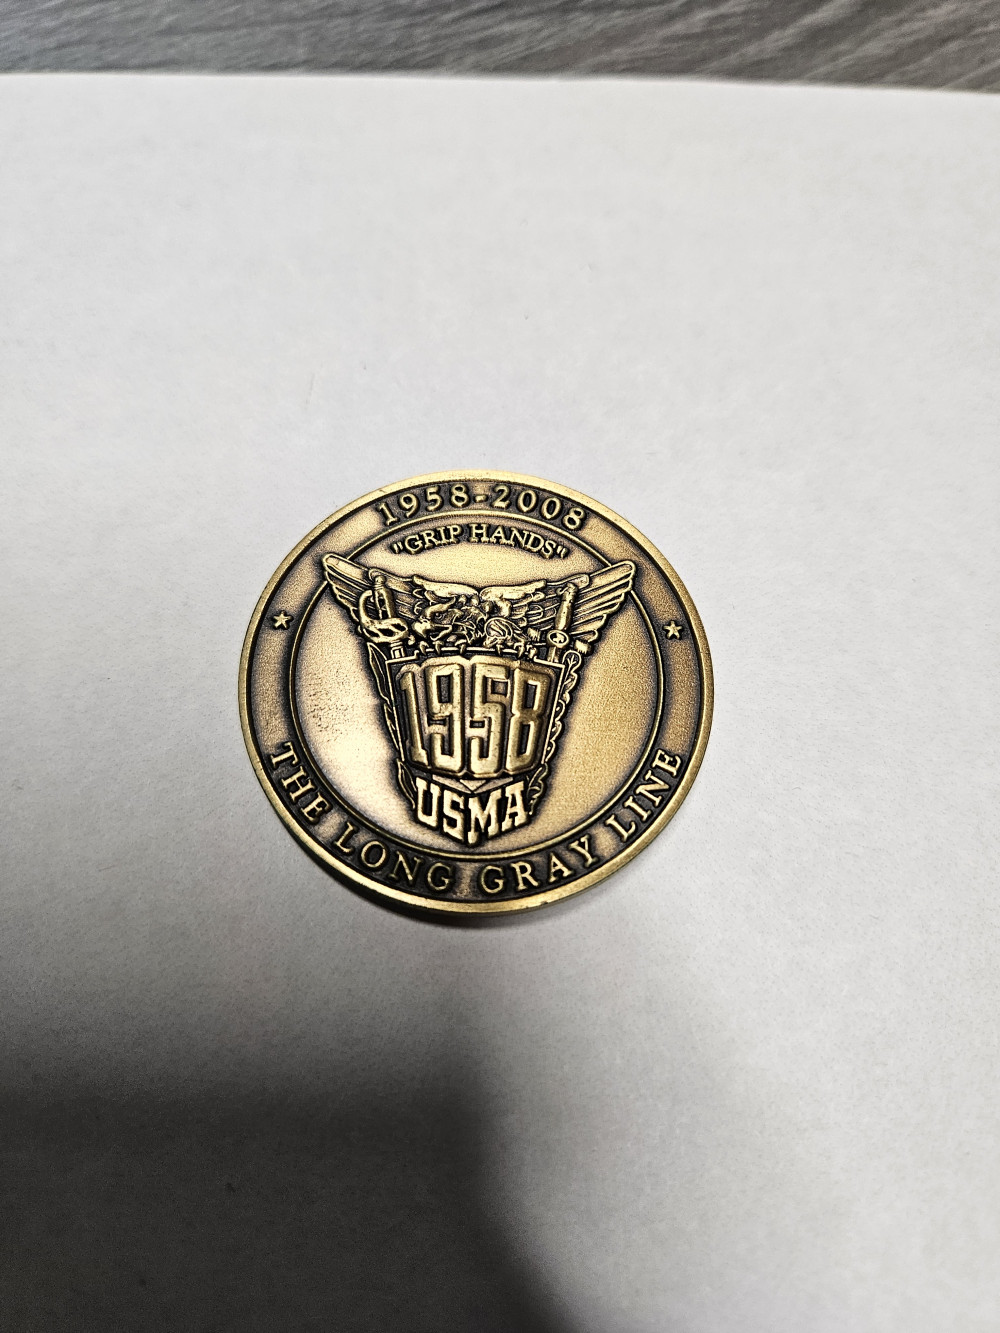 1958-2008
"GRIP HANDS"
1958
USMA
THE LONG GRAY LINE